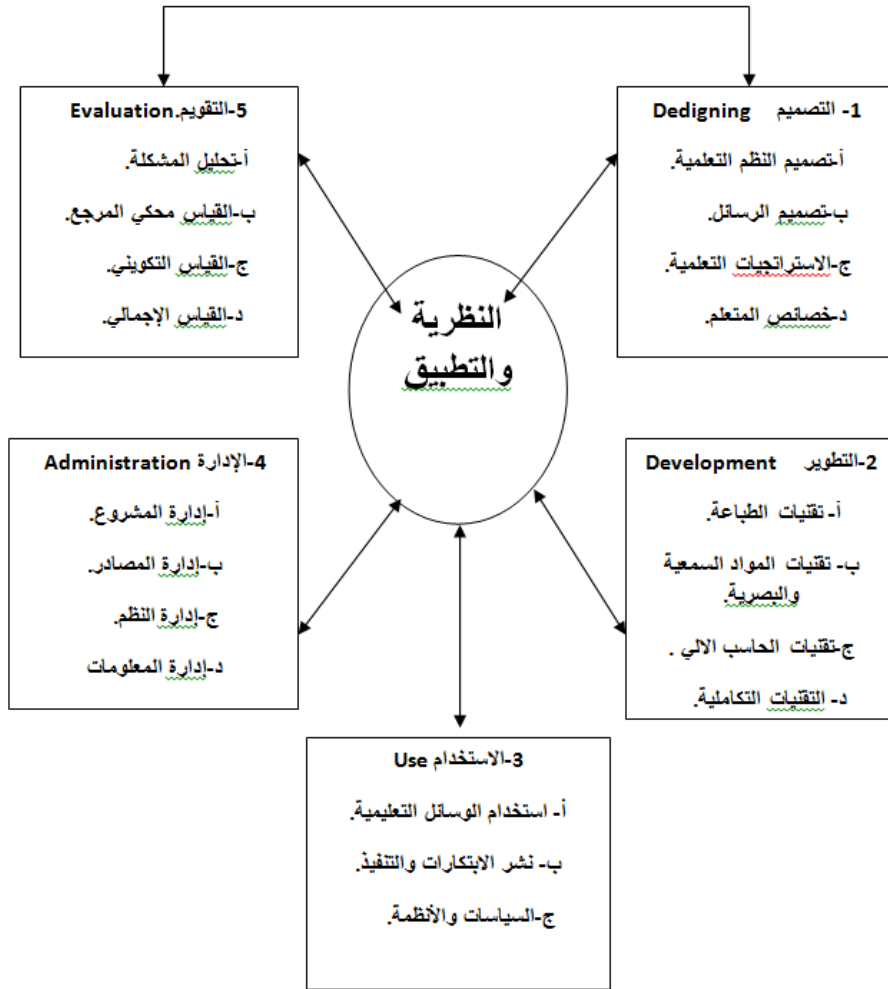 1- التصميم Dedigning
أ-تصميم النظم التعلمية.
ب-تصميم الرسائل.
ج-الاستراتجيات التعلمية.
د-خصائص المتعلم.
5-التقويم.Evaluation
أ-تحليل المشكلة.
ب-القياس محكي المرجع.
ج-القياس التكويني.
د-القياس الإجمالي.
النظرية
والتطبيق
2-التطوير Development
أ- تقنيات الطباعة.
ب- تقنيات المواد السمعية
والبصرية.
ج-تقنيات الحاسب الالي .
د- التقنيات التكاملية.
4-الإدارة Administration
أ-إدارة المشروع.
ب-إدارة المصادر.
ج-إدارة النظم.
د-إدارة المعلومات
3-الاستخدام Use
أ- استخدام الوسائل التعليمية.
ب- نشر الابتكارات والتنفيذ.
ج-السياسات والأنظمة.